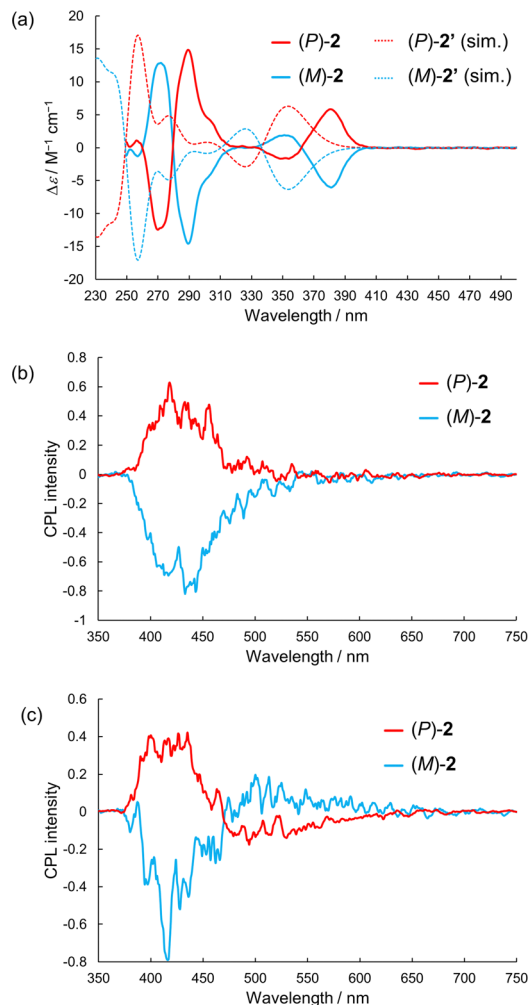 (a)
25
20
15
10
5
0
-5
-10
-15
-20
Δε / M⁻¹ cm⁻¹
(P)-2
(M)-2
(P)-2’ (sim.)
(M)-2’ (sim.)
230 250 270 290 310 330 350 370 390 410 430 450 470 490
Wavelength / nm
(b)
0.8
0.6
0.4
0.2
0
-0.2
-0.4
-0.6
-0.8
-1
CPL intensity
(P)-2
(M)-2
350 400 450 500 550 600 650 700 750
Wavelength / nm
(c)
0.6
0.4
0.2
0
-0.2
-0.4
-0.6
-0.8
CPL intensity
(P)-2
(M)-2
350 400 450 500 550 600 650 700 750
Wavelength / nm